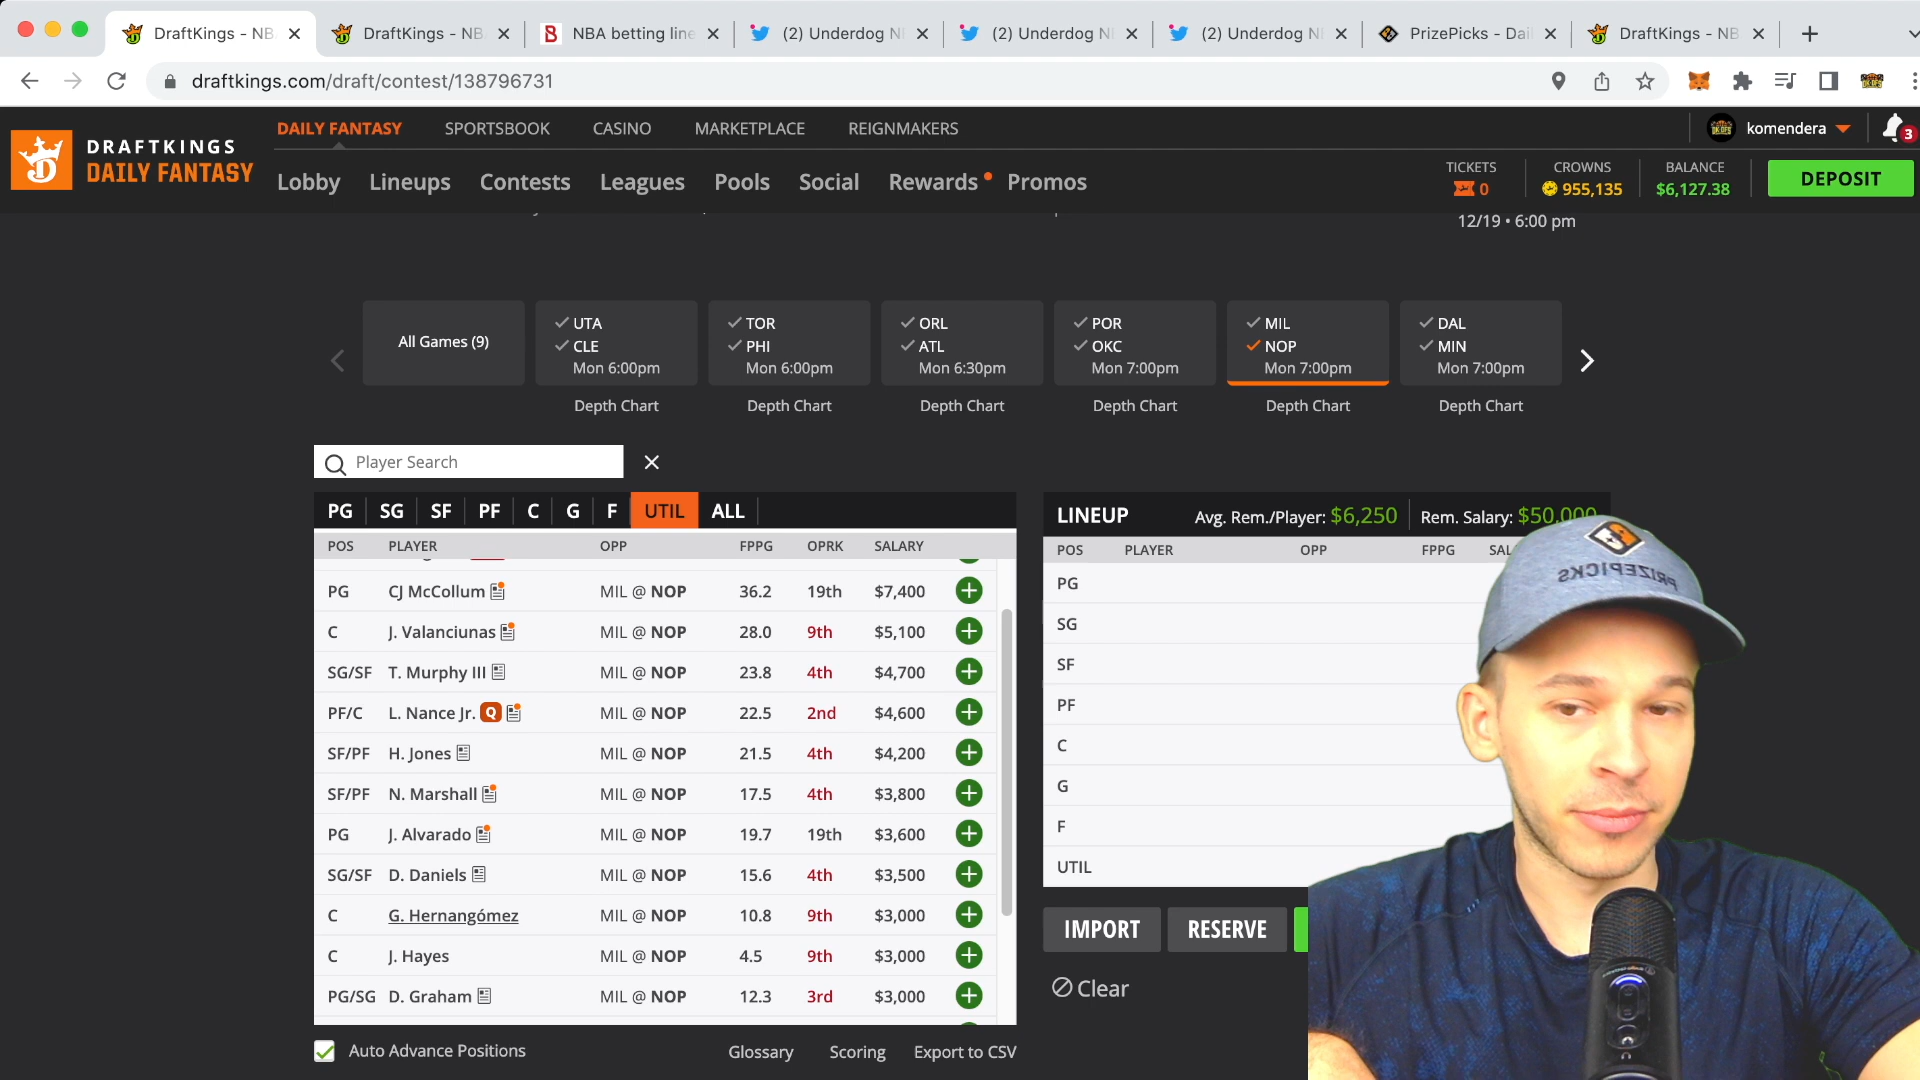 DraftKings - NB
DraftKings - NB
NBA betting line
(2) Underdog N
(2) Underdog N
(2) Underdog N
PrizePicks - Dail
DraftKings - NB
draftkings.com/draft/contest/138796731
DRAFTKINGS
DAILY FANTASY
DAILY FANTASY SPORTSBOOK CASINO MARKETPLACE REIGNMAKERS
komendera
3
Lobby Lineups Contests Leagues Pools Social Rewards Promos
TICKETS
0
CROWNS
955,135
BALANCE
$6,127.38
DEPOSIT
12/19 • 6:00 pm
All Games (9)
UTA
CLE
Mon 6:00pm
Depth Chart
TOR
PHI
Mon 6:00pm
Depth Chart
ORL
ATL
Mon 6:30pm
Depth Chart
POR
OKC
Mon 7:00pm
Depth Chart
MIL
NOP
Mon 7:00pm
Depth Chart
DAL
MIN
Mon 7:00pm
Depth Chart
Player Search
PG SG SF PF C G F UTIL ALL
POS PLAYER OPP FPPG OPRK SALARY
PG CJ McCollum MIL @ NOP 36.2 19th $7,400
C J. Valanciunas MIL @ NOP 28.0 9th $5,100
SG/SF T. Murphy III MIL @ NOP 23.8 4th $4,700
PF/C L. Nance Jr. Q MIL @ NOP 22.5 2nd $4,600
SF/PF H. Jones MIL @ NOP 21.5 4th $4,200
SF/PF N. Marshall MIL @ NOP 17.5 4th $3,800
PG J. Alvarado MIL @ NOP 19.7 19th $3,600
SG/SF D. Daniels MIL @ NOP 15.6 4th $3,500
C G. Hernangómez MIL @ NOP 10.8 9th $3,000
C J. Hayes MIL @ NOP 4.5 9th $3,000
PG/SG D. Graham MIL @ NOP 12.3 3rd $3,000
Auto Advance Positions
Glossary Scoring Export to CSV
LINEUP Avg. Rem./Player: $6,250 Rem. Salary: $50,000
POS PLAYER OPP FPPG SAL
PG
SG
SF
PF
C
G
F
UTIL
IMPORT RESERVE
Clear
PRIZEPICKS